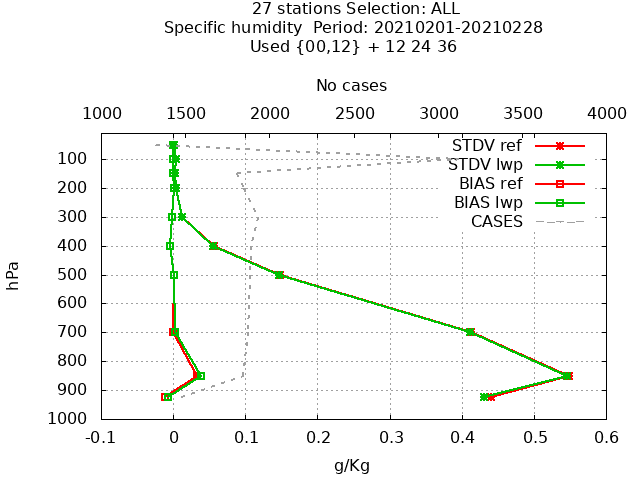 27 stations Selection: ALL
Specific humidity  Period: 20210201-20210228
Used {00,12} + 12 24 36
No cases
1000 1500 2000 2500 3000 3500 4000
STDV ref
STDV lwp
BIAS ref
BIAS lwp
CASES
hPa
100
200
300
400
500
600
700
800
900
1000
-0.1 0 0.1 0.2 0.3 0.4 0.5 0.6
g/Kg